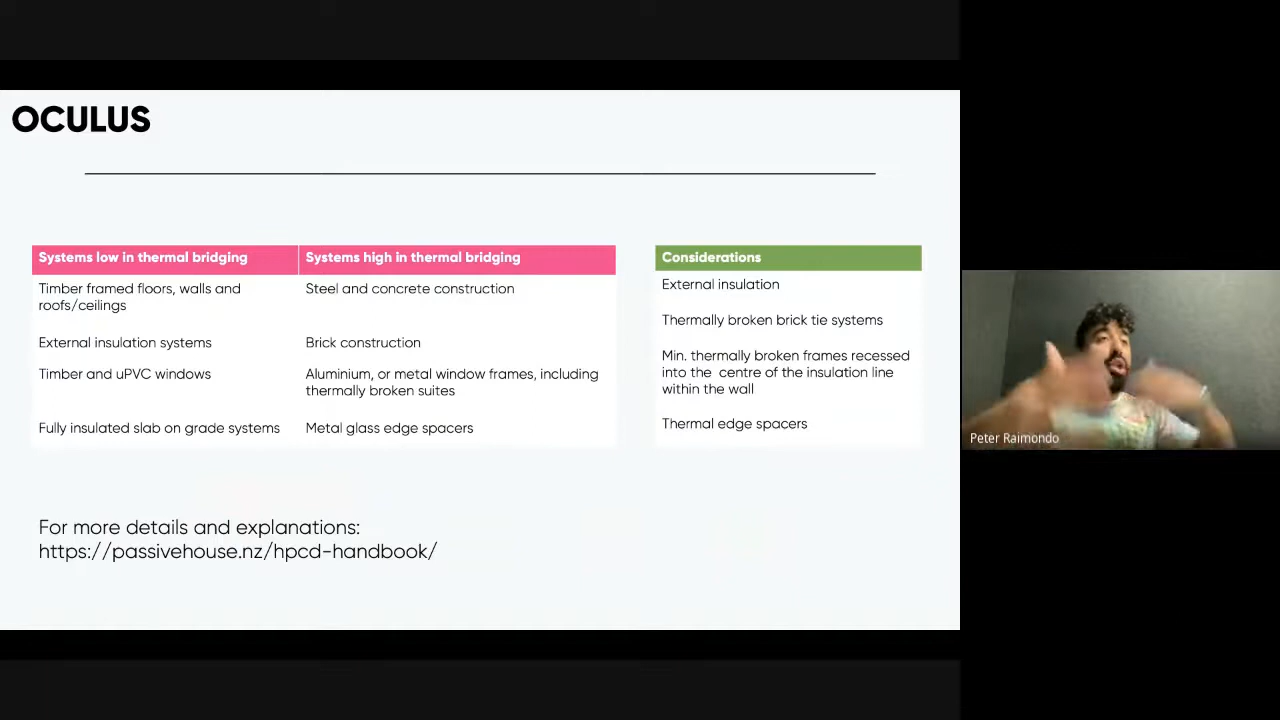 OCULUS
Systems low in thermal bridging
Systems high in thermal bridging
Timber framed floors, walls and
roofs/ceilings
Steel and concrete construction
External insulation systems
Brick construction
Timber and uPVC windows
Aluminium, or metal window frames, including
thermally broken suites
Fully insulated slab on grade systems
Metal glass edge spacers
Considerations
External insulation
Thermally broken brick tie systems
Min. thermally broken frames recessed
into the centre of the insulation line
within the wall
Thermal edge spacers
For more details and explanations:
https://passivehouse.nz/hpcd-handbook/
Peter Raimondo